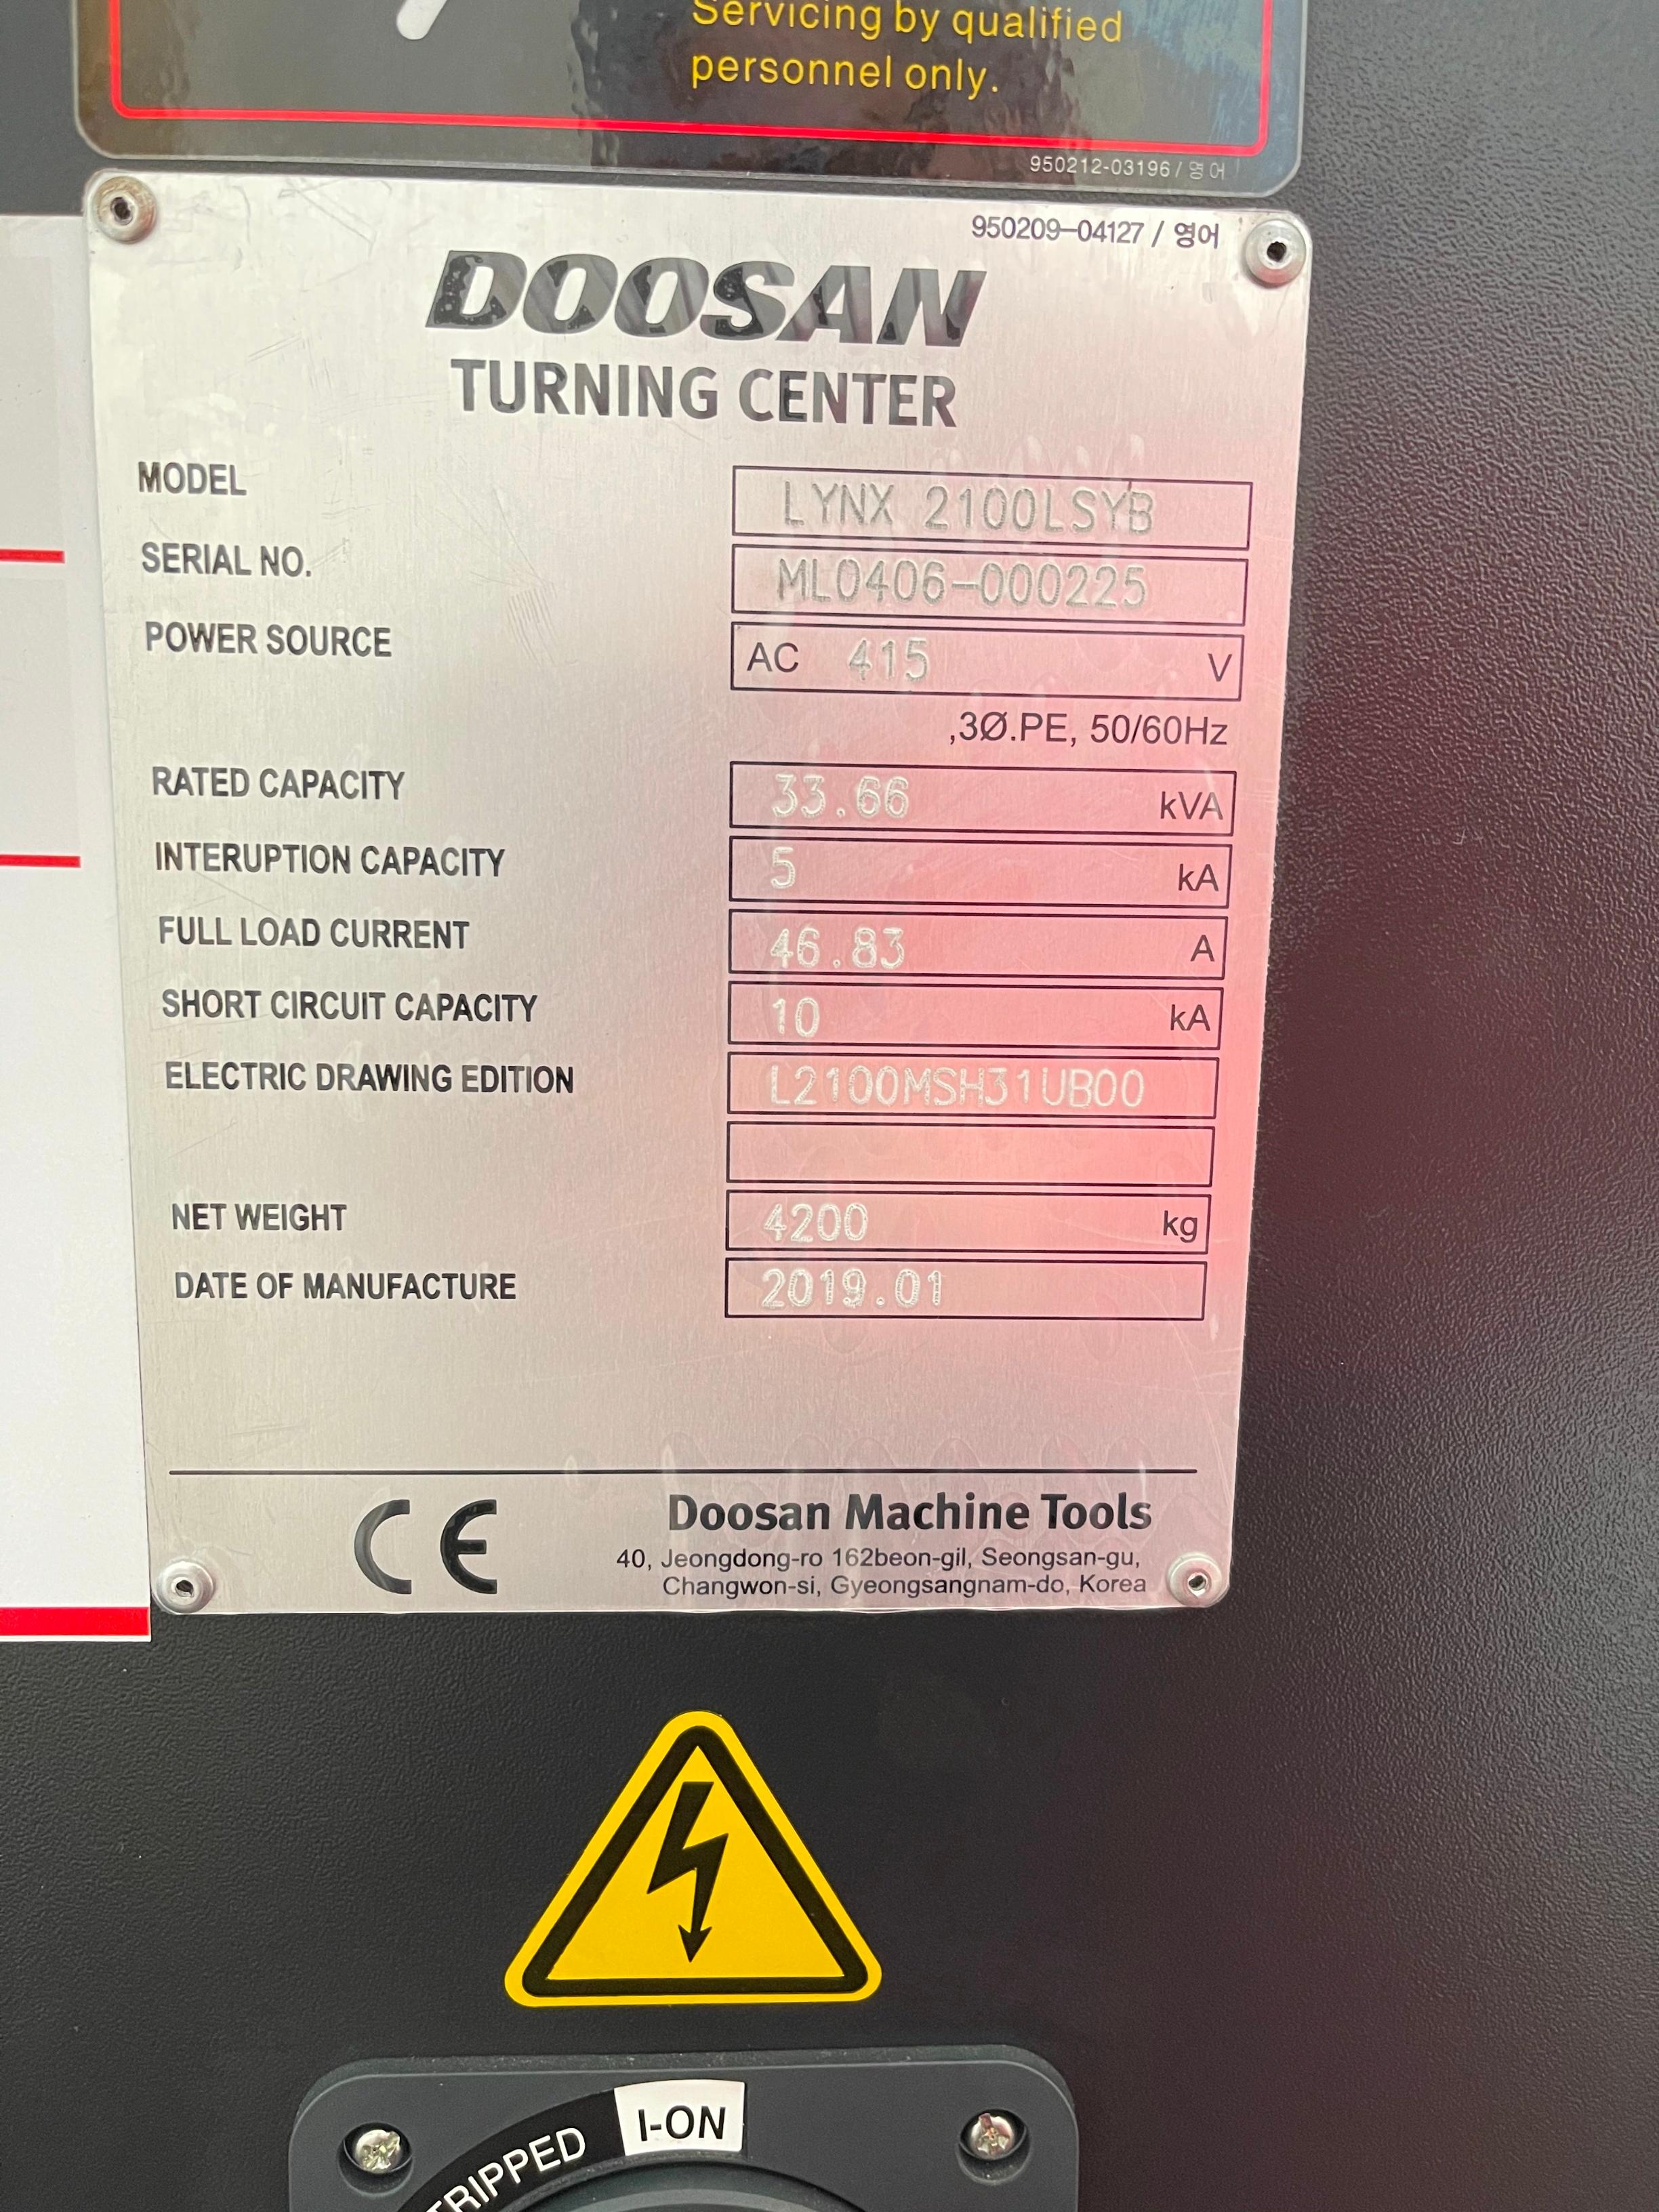 Servicing by qualified
personnel only.
950212-03196 / 영어
950209-04127 / 영어
DOOSAN
TURNING CENTER
MODEL LYNX 2100LSYB
SERIAL NO. ML0406-000225
POWER SOURCE AC 415 V
,3Ø.PE, 50/60Hz
RATED CAPACITY 33.66 kVA
INTERUPTION CAPACITY 5 kA
FULL LOAD CURRENT 46.83 A
SHORT CIRCUIT CAPACITY 10 kA
ELECTRIC DRAWING EDITION L2100MSH31UB00
NET WEIGHT 4200 kg
DATE OF MANUFACTURE 2019.01
CE
Doosan Machine Tools
40, Jeongdong-ro 162beon-gil, Seongsan-gu,
Changwon-si, Gyeongsangnam-do, Korea
I-ON
TRIPPED